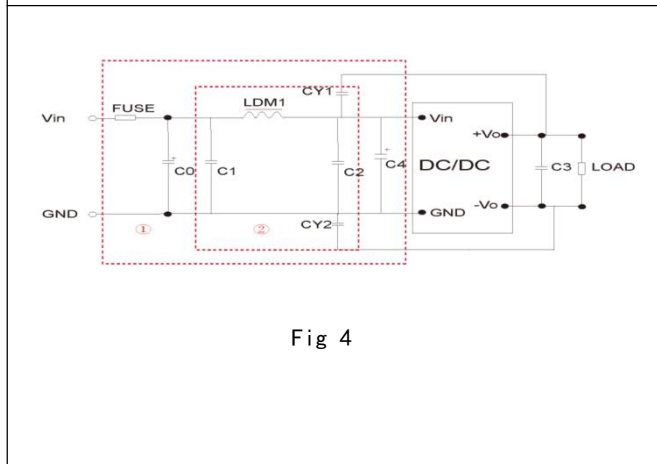 CY1
FUSE
LDM1
Vin
Vin
+Vo
C0
C1
C2
C4
DC/DC
C3
LOAD
GND
①
②
CY2
GND
-Vo
Fig 4